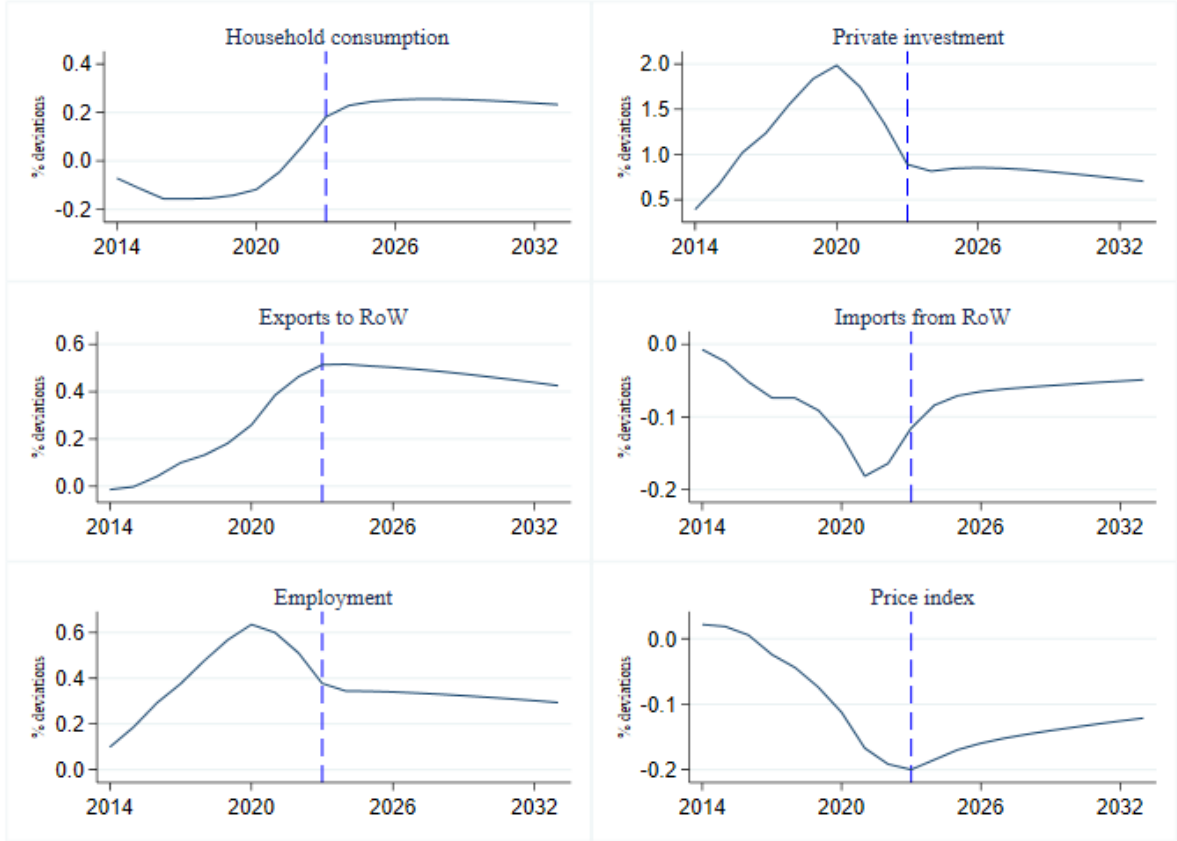 Household consumption
% deviations
0.4
0.2
0.0
-0.2
2014 2020 2026 2032
Private investment
% deviations
2.0
1.5
1.0
0.5
2014 2020 2026 2032
Exports to RoW
% deviations
0.6
0.4
0.2
0.0
2014 2020 2026 2032
Imports from RoW
% deviations
0.0
-0.1
-0.2
2014 2020 2026 2032
Employment
% deviations
0.6
0.4
0.2
0.0
2014 2020 2026 2032
Price index
% deviations
0.0
-0.1
-0.2
2014 2020 2026 2032